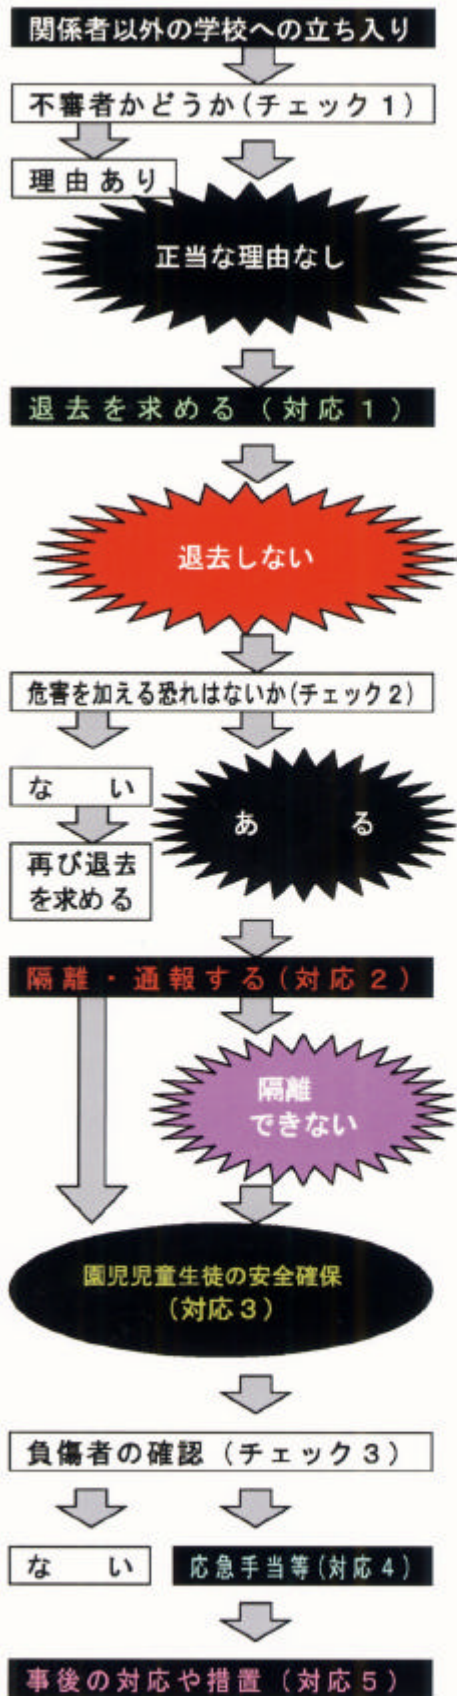 関係者以外の学校への立ち入り
不審者かどうか(チェック1)
理由あり
正当な理由なし
退去を求める(対応1)
退去しない
危害を加える恐れはないか(チェック2)
な い
あ る
再び退去
を求める
隔離・通報する(対応2)
隔離
できない
園児児童生徒の安全確保
(対応3)
負傷者の確認(チェック3)
な い
応急手当等(対応4)
事後の対応や措置(対応5)